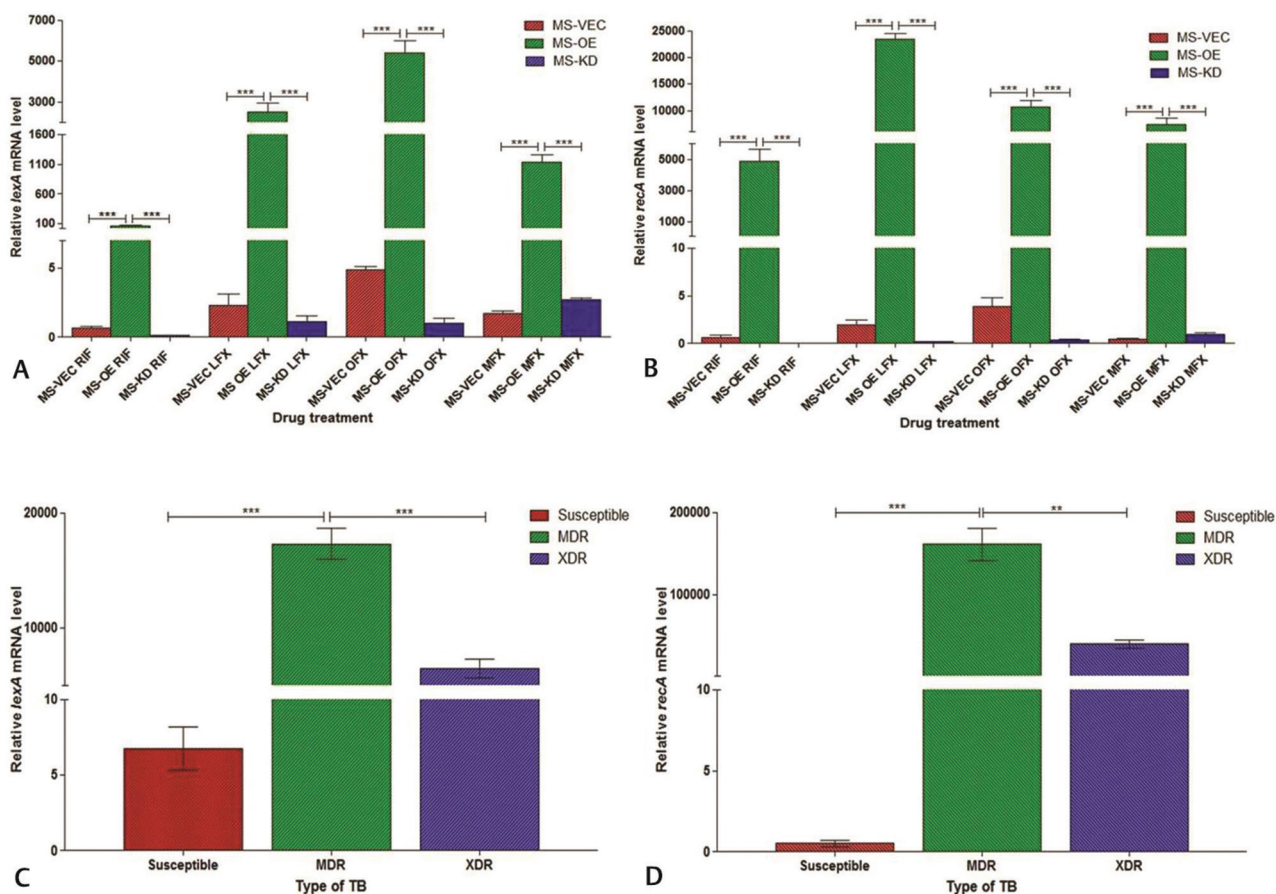 7000
5000
3000
1600
1100
600
100
5
0
Relative lexA mRNA level
*** ***
*** ***
*** ***
*** ***
MS-VEC
MS-OE
MS-KD
MS-VEC RIF
MS-OE RIF
MS-KD RIF
MS-VEC LFX
MS OE LFX
MS-KD LFX
MS-VEC OFX
MS-OE OFX
MS-KD OFX
MS-VEC MFX
MS-OE MFX
MS-KD MFX
Drug treatment
A
25000
20000
15000
10000
5000
3000
1000
10
5
0
Relative recA mRNA level
*** ***
*** ***
*** ***
*** ***
MS-VEC
MS-OE
MS-KD
MS-VEC RIF
MS-OE RIF
MS-KD RIF
MS-VEC LFX
MS OE LFX
MS-KD LFX
MS-VEC OFX
MS-OE OFX
MS-KD OFX
MS-VEC MFX
MS-OE MFX
MS-KD MFX
Drug treatment
B
20000
10000
10
5
0
Relative lexA mRNA level
*** ***
Susceptible
MDR
XDR
Susceptible MDR XDR
Type of TB
C
200000
100000
10
5
0
Relative recA mRNA level
*** **
Susceptible
MDR
XDR
Susceptible MDR XDR
Type of TB
D